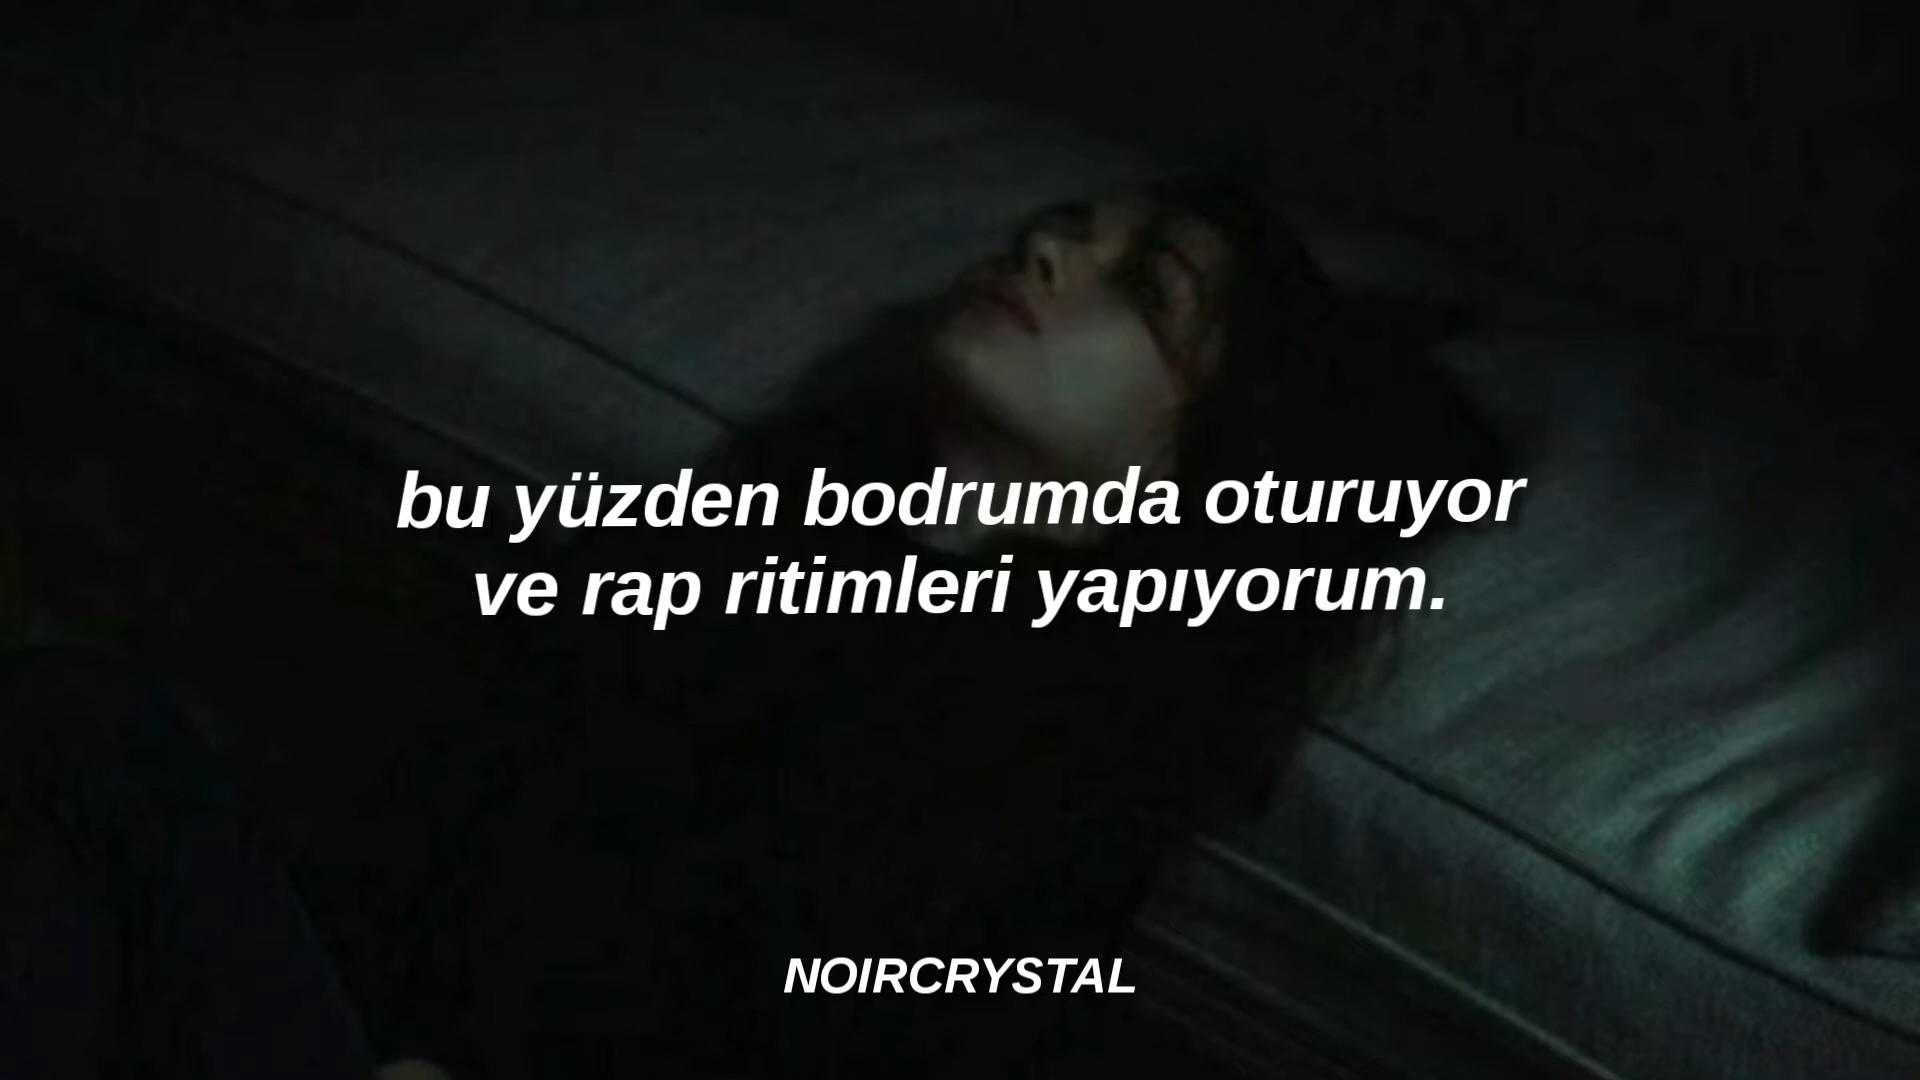 bu yüzden bodrumda oturuyor
ve rap ritimleri yapıyorum.
NOIRCRYSTAL